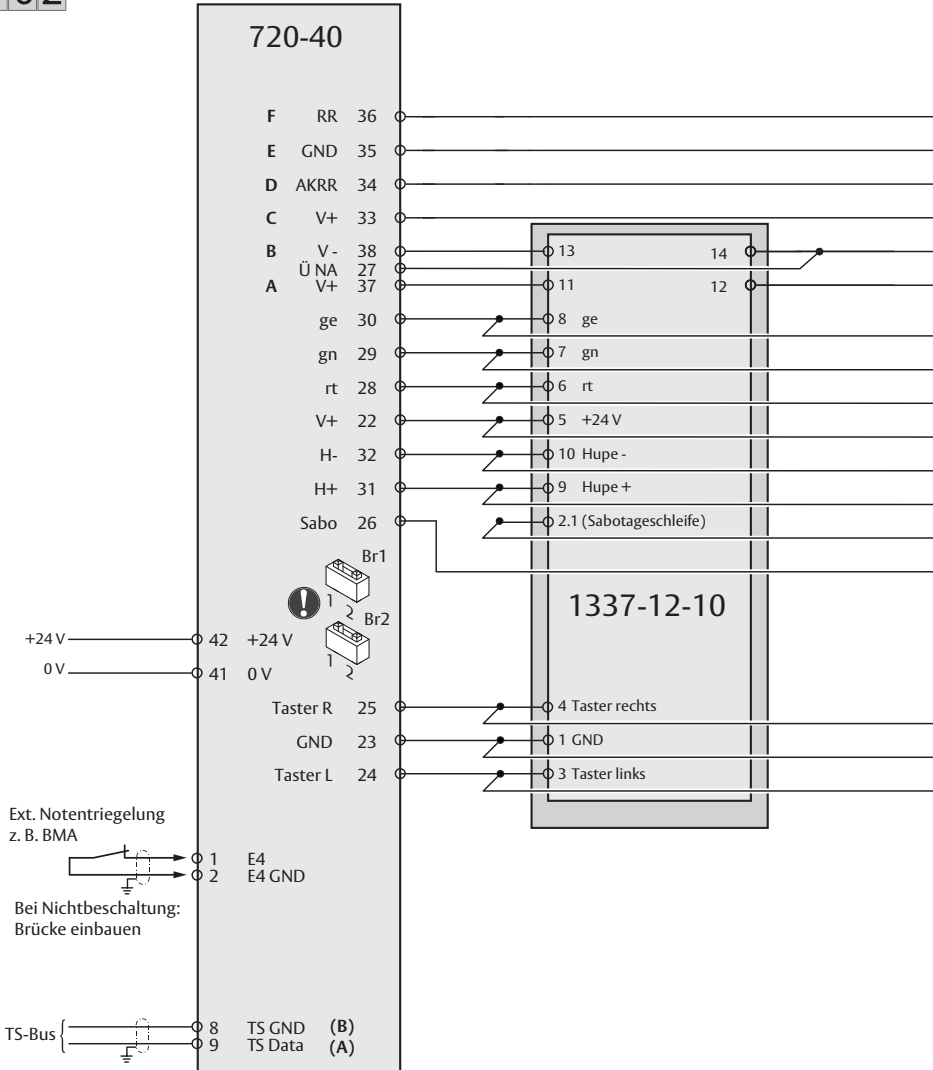 720-40
F RR 36
E GND 35
D AKRR 34
C V+ 33
B V - 38
Ü NA 27
A V+ 37
ge 30
gn 29
rt 28
V+ 22
H- 32
H+ 31
Sabo 26
Br1
1 2
Br2
1 2
+24 V 42 +24 V
0 V 41 0 V
Taster R 25
GND 23
Taster L 24
Ext. Notentriegelung
z. B. BMA
1 E4
2 E4 GND
Bei Nichtbeschaltung:
Brücke einbauen
TS-Bus
8 TS GND (B)
9 TS Data (A)
13 14
11 12
8 ge
7 gn
6 rt
5 +24 V
10 Hupe -
9 Hupe +
2.1 (Sabotageschleife)
1337-12-10
4 Taster rechts
1 GND
3 Taster links